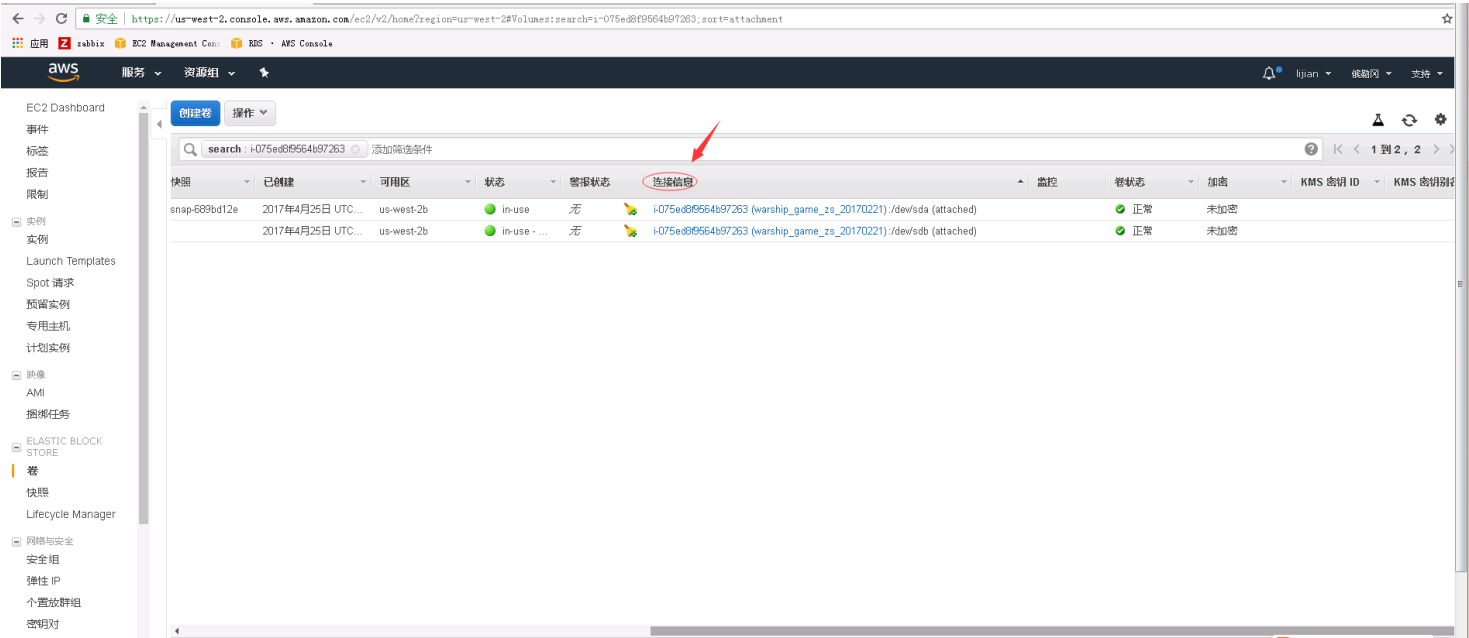 安全 https://us-west-2.console.aws.amazon.com/ec2/v2/home?region=us-west-2#Volumes:search=i-075ed8f9564b97263;sort=attachment
应用 Z zabbix EC2 Management Con: RDS · AWS Console
aws 服务 资源组 lijian 俄勒冈 支持
EC2 Dashboard
事件
标签
报告
限制
实例
实例
Launch Templates
Spot 请求
预留实例
专用主机
计划实例
映像
AMI
捆绑任务
ELASTIC BLOCK
STORE
卷
快照
Lifecycle Manager
网络与安全
安全组
弹性 IP
个置放群组
密钥对
创建卷 操作
search : i-075ed8f9564b97263 添加筛选条件 1 到 2 , 2
快照 已创建 可用区 状态 警报状态 连接信息 监控 卷状态 加密 KMS 密钥 ID KMS 密钥别名
snap-689bd12e 2017年4月25日 UTC... us-west-2b in-use 无 i-075ed8f9564b97263 (warship_game_zs_20170221):/dev/sda (attached) 正常 未加密
2017年4月25日 UTC... us-west-2b in-use - ... 无 i-075ed8f9564b97263 (warship_game_zs_20170221):/dev/sdb (attached) 正常 未加密